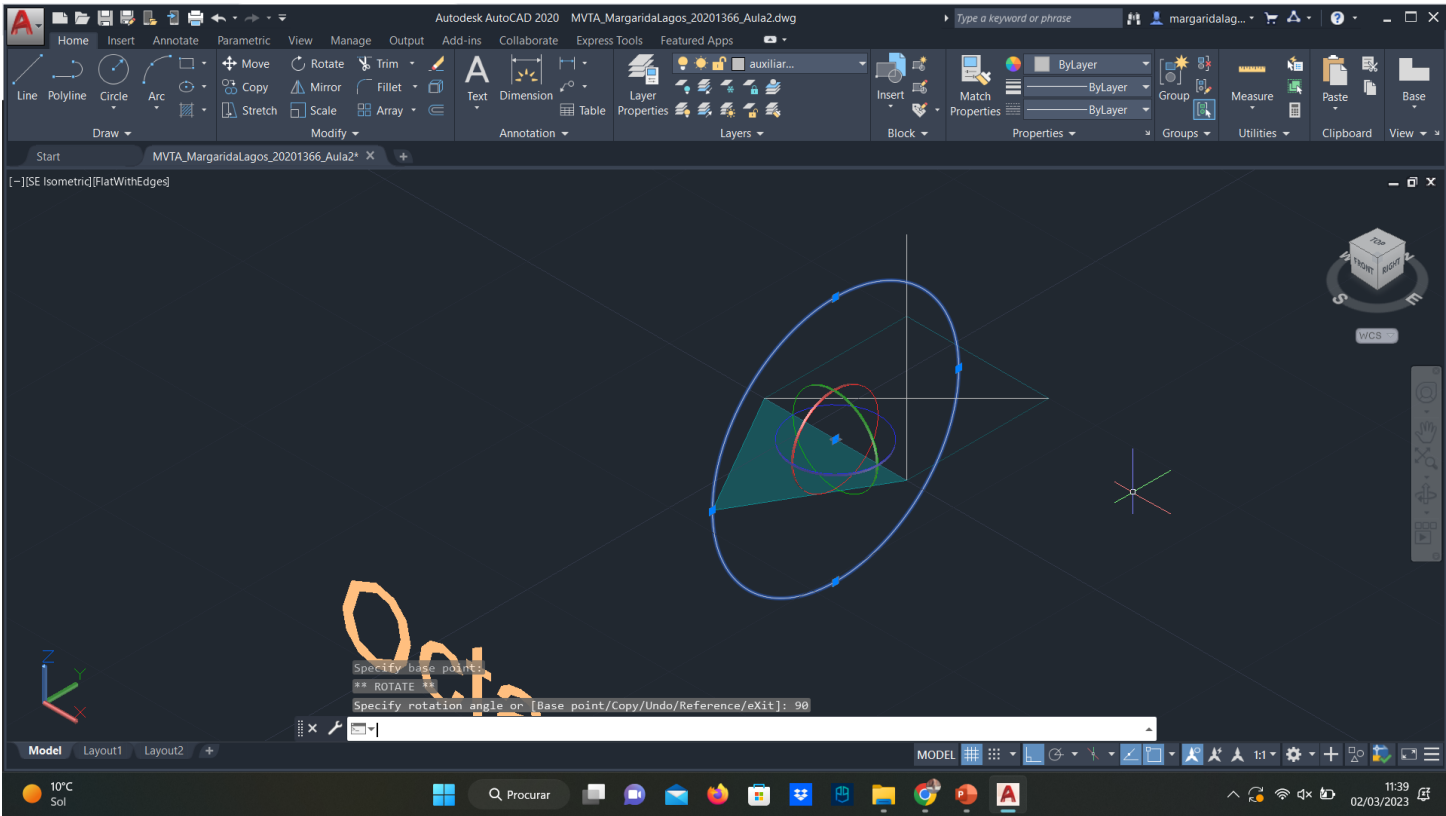 Autodesk AutoCAD 2020 MVTA_MargaridaLagos_20201366_Aula2.dwg
Type a keyword or phrase
margaridalag...
Home Insert Annotate Parametric View Manage Output Add-ins Collaborate Express Tools Featured Apps
Move Rotate Trim
auxiliar...
ByLayer
Copy Mirror Fillet
Line Polyline Circle Arc
Text Dimension
Layer
Insert
Match
ByLayer
Group
Measure
Paste
Base
Stretch Scale Array
Table
Properties
Properties
ByLayer
Draw Modify Annotation Layers Block Properties Groups Utilities Clipboard View
Start MVTA_MargaridaLagos_20201366_Aula2*
[−][SE Isometric][FlatWithEdges]
TOP
FRONT RIGHT
N
S E
WCS
Specify base point:
** ROTATE **
Specify rotation angle or [Base point/Copy/Undo/Reference/eXit]: 90
Z
Y
X
Model Layout1 Layout2 +
MODEL
1:1
10°C
Sol
Procurar
11:39
02/03/2023